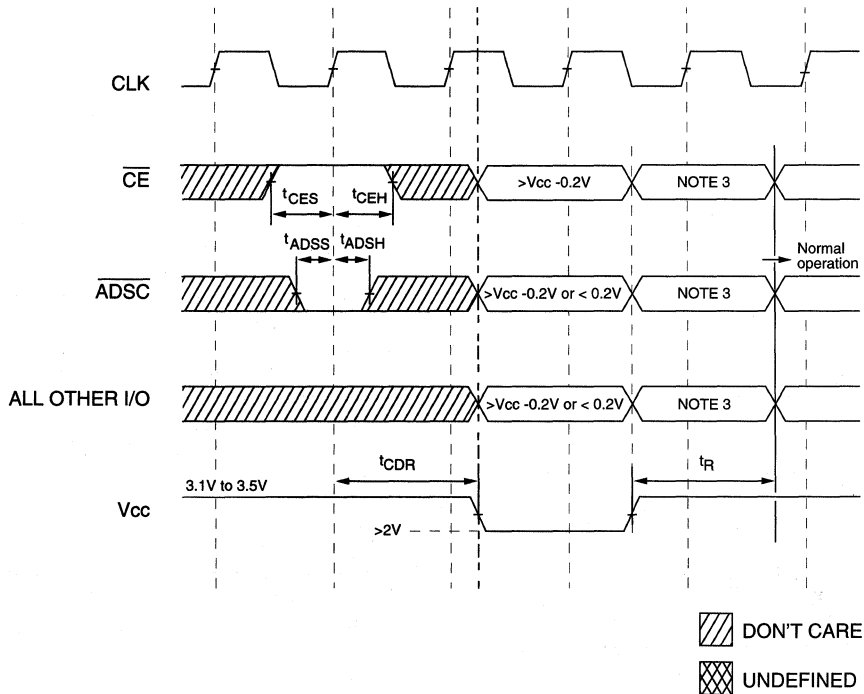 CLK
CE
>Vcc -0.2V
NOTE 3
tCES
tCEH
tADSS
tADSH
Normal
operation
ADSC
>Vcc -0.2V or < 0.2V
NOTE 3
ALL OTHER I/O
>Vcc -0.2V or < 0.2V
NOTE 3
tCDR
tR
3.1V to 3.5V
Vcc
>2V
DON'T CARE
UNDEFINED